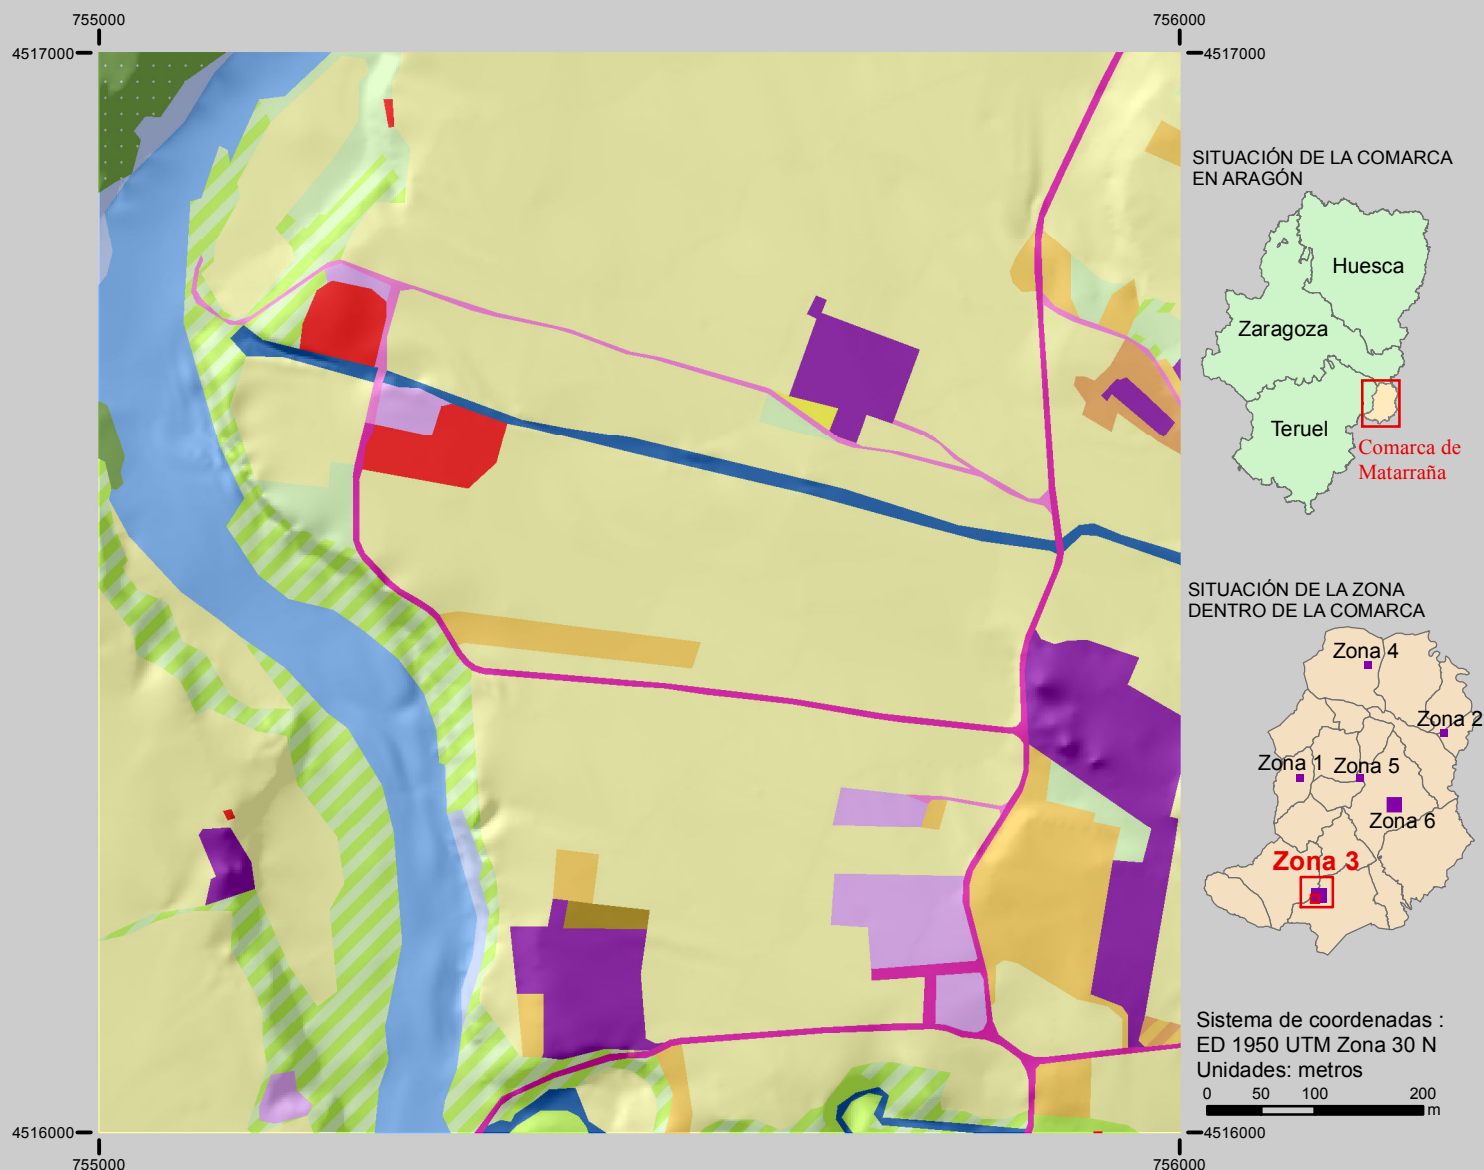 755000
756000
4517000
4517000
SITUACIÓN DE LA COMARCA
EN ARAGÓN
Huesca
Zaragoza
Teruel
Comarca de
Matarraña
SITUACIÓN DE LA ZONA
DENTRO DE LA COMARCA
Zona 4
Zona 2
Zona 1
Zona 5
Zona 6
Zona 3
Sistema de coordenadas :
ED 1950 UTM Zona 30 N
Unidades: metros
0 50 100 200
m
4516000
4516000
755000
756000